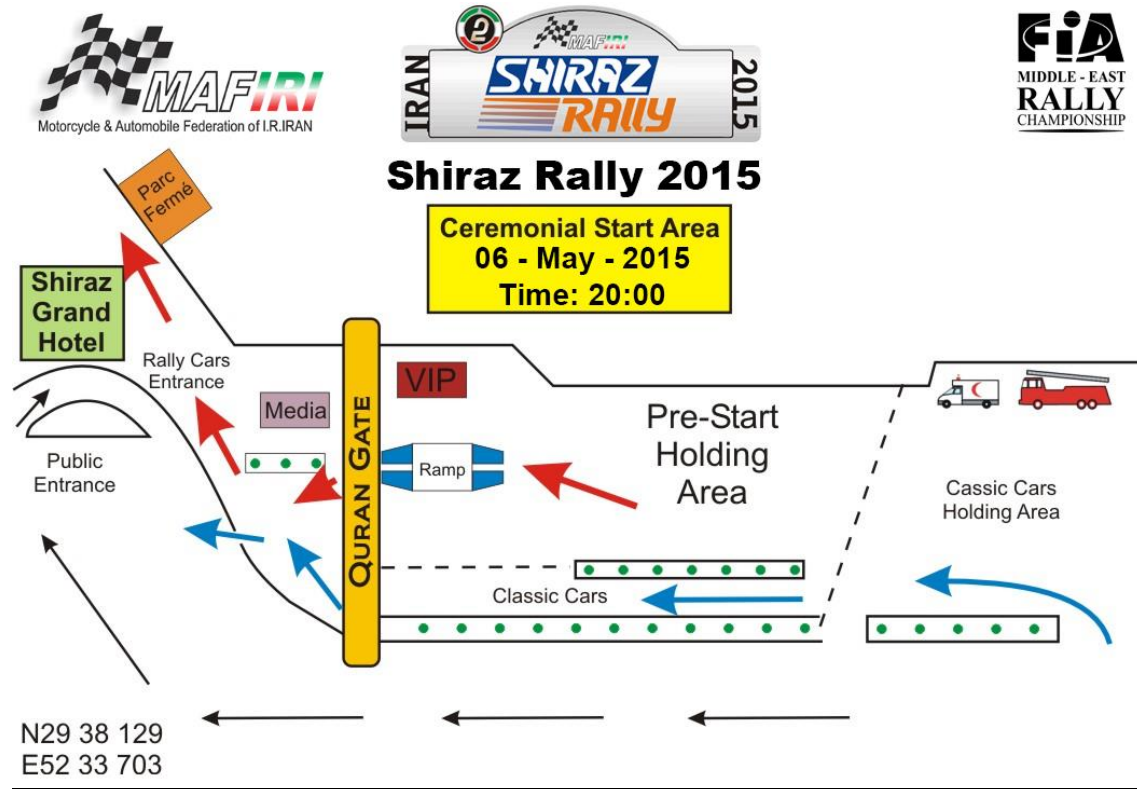 MAFIRI
Motorcycle & Automobile Federation of I.R.IRAN
2
MAFIRI
IRAN
SHIRAZ
RALLY
2015
FiA
MIDDLE - EAST
RALLY
CHAMPIONSHIP
Shiraz Rally 2015
Ceremonial Start Area
06 - May - 2015
Time: 20:00
Parc
Fermé
Shiraz
Grand
Hotel
Rally Cars
Entrance
Media
VIP
QURAN GATE
Ramp
Pre-Start
Holding
Area
Public
Entrance
Cassic Cars
Holding Area
Classic Cars
N29 38 129
E52 33 703